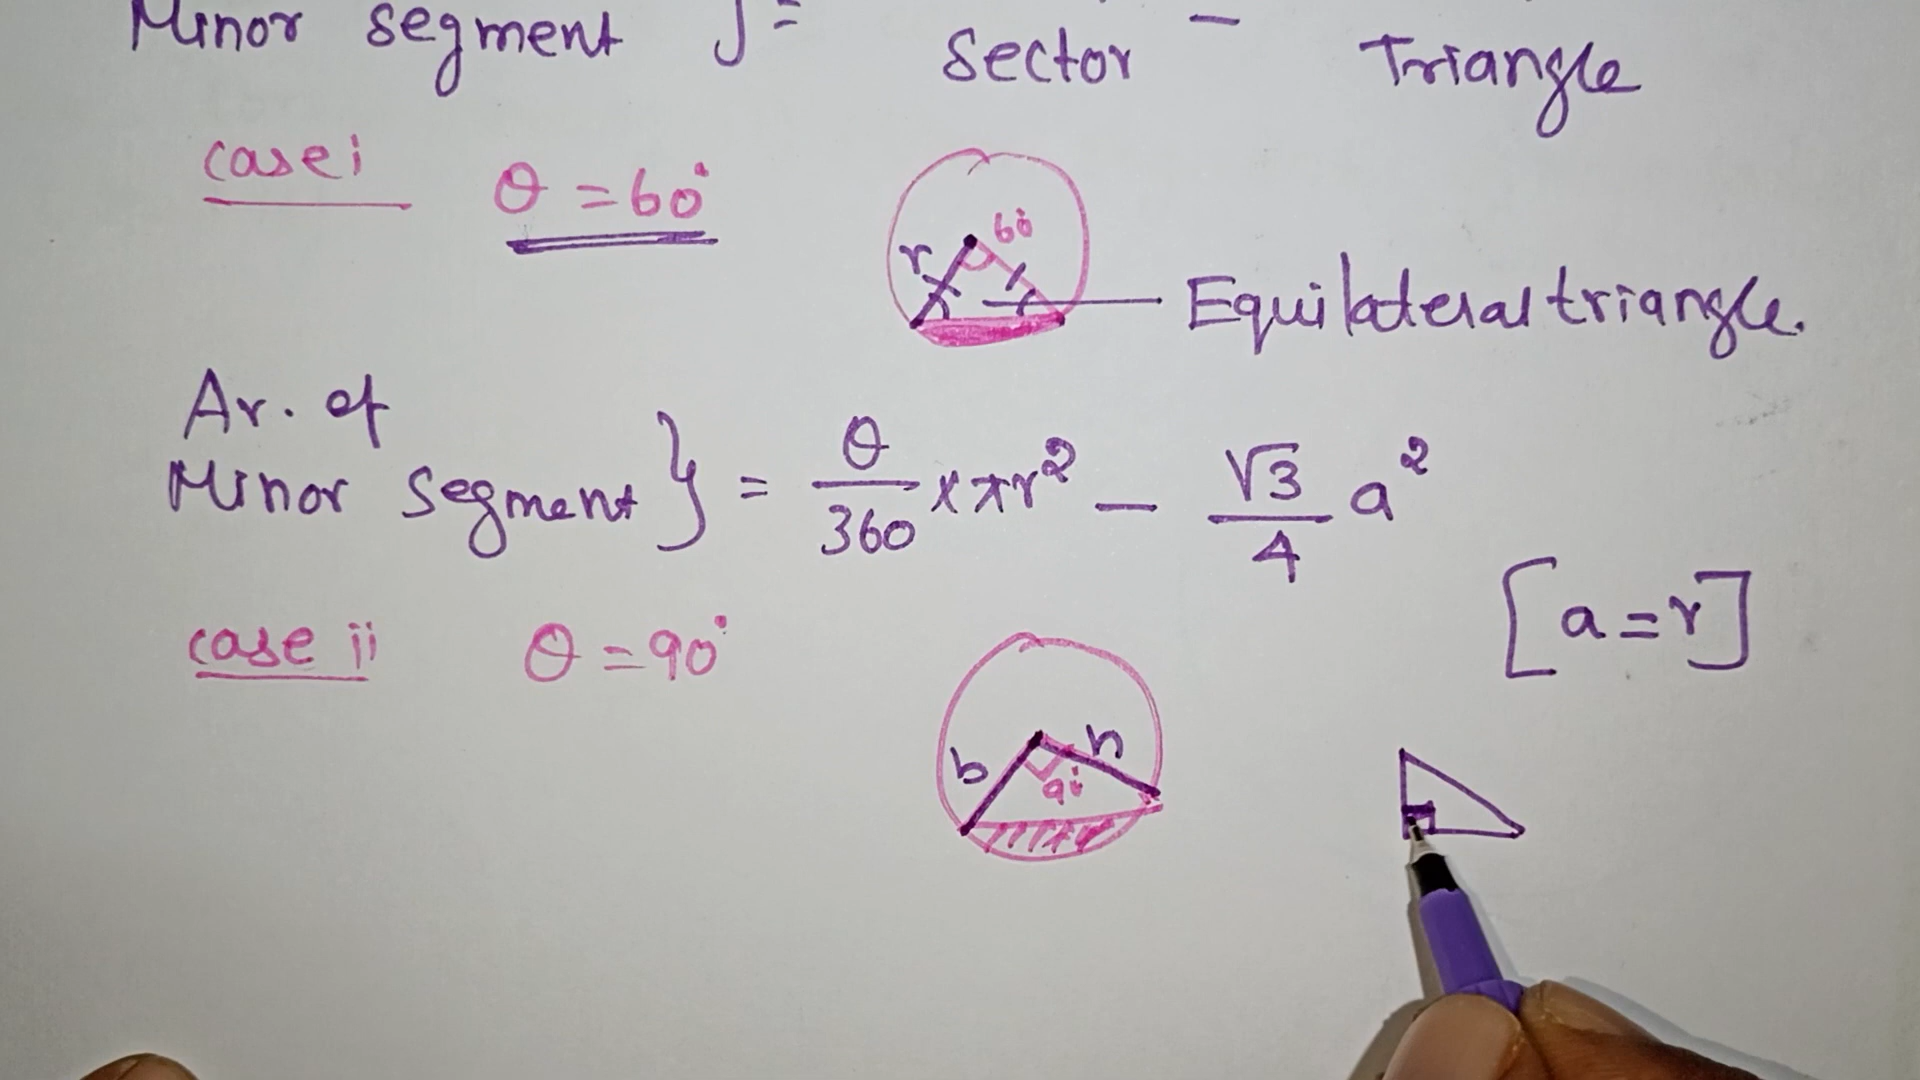 Minor segment } =
Sector - Triangle
case i θ = 60°
60°
r
Equilateral triangle.
Ar. of
Minor Segment } = θ/360 × πr² - √3/4 a²
[a = r]
case ii θ = 90°
b h
90°